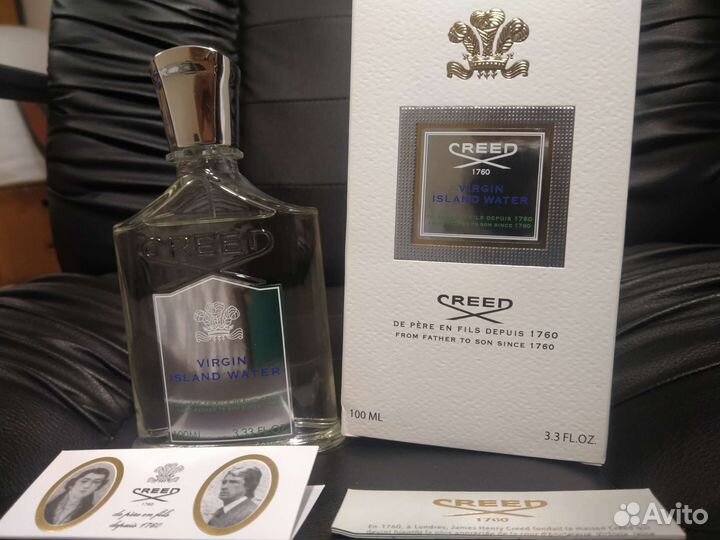 CREED
VIRGIN
ISLAND WATER
100ML 3.33 FL.OZ
CREED
1760
VIRGIN
ISLAND WATER
DE PÈRE EN FILS DEPUIS 1760
FROM FATHER TO SON SINCE 1760
CREED
DE PÈRE EN FILS DEPUIS 1760
FROM FATHER TO SON SINCE 1760
100 ML
3.3 FL.OZ.
CREED
1760
de père en fils
depuis 1760
CREED
1760
En 1760, à Londres, James Henry Creed fondait la maison Creed
Avito